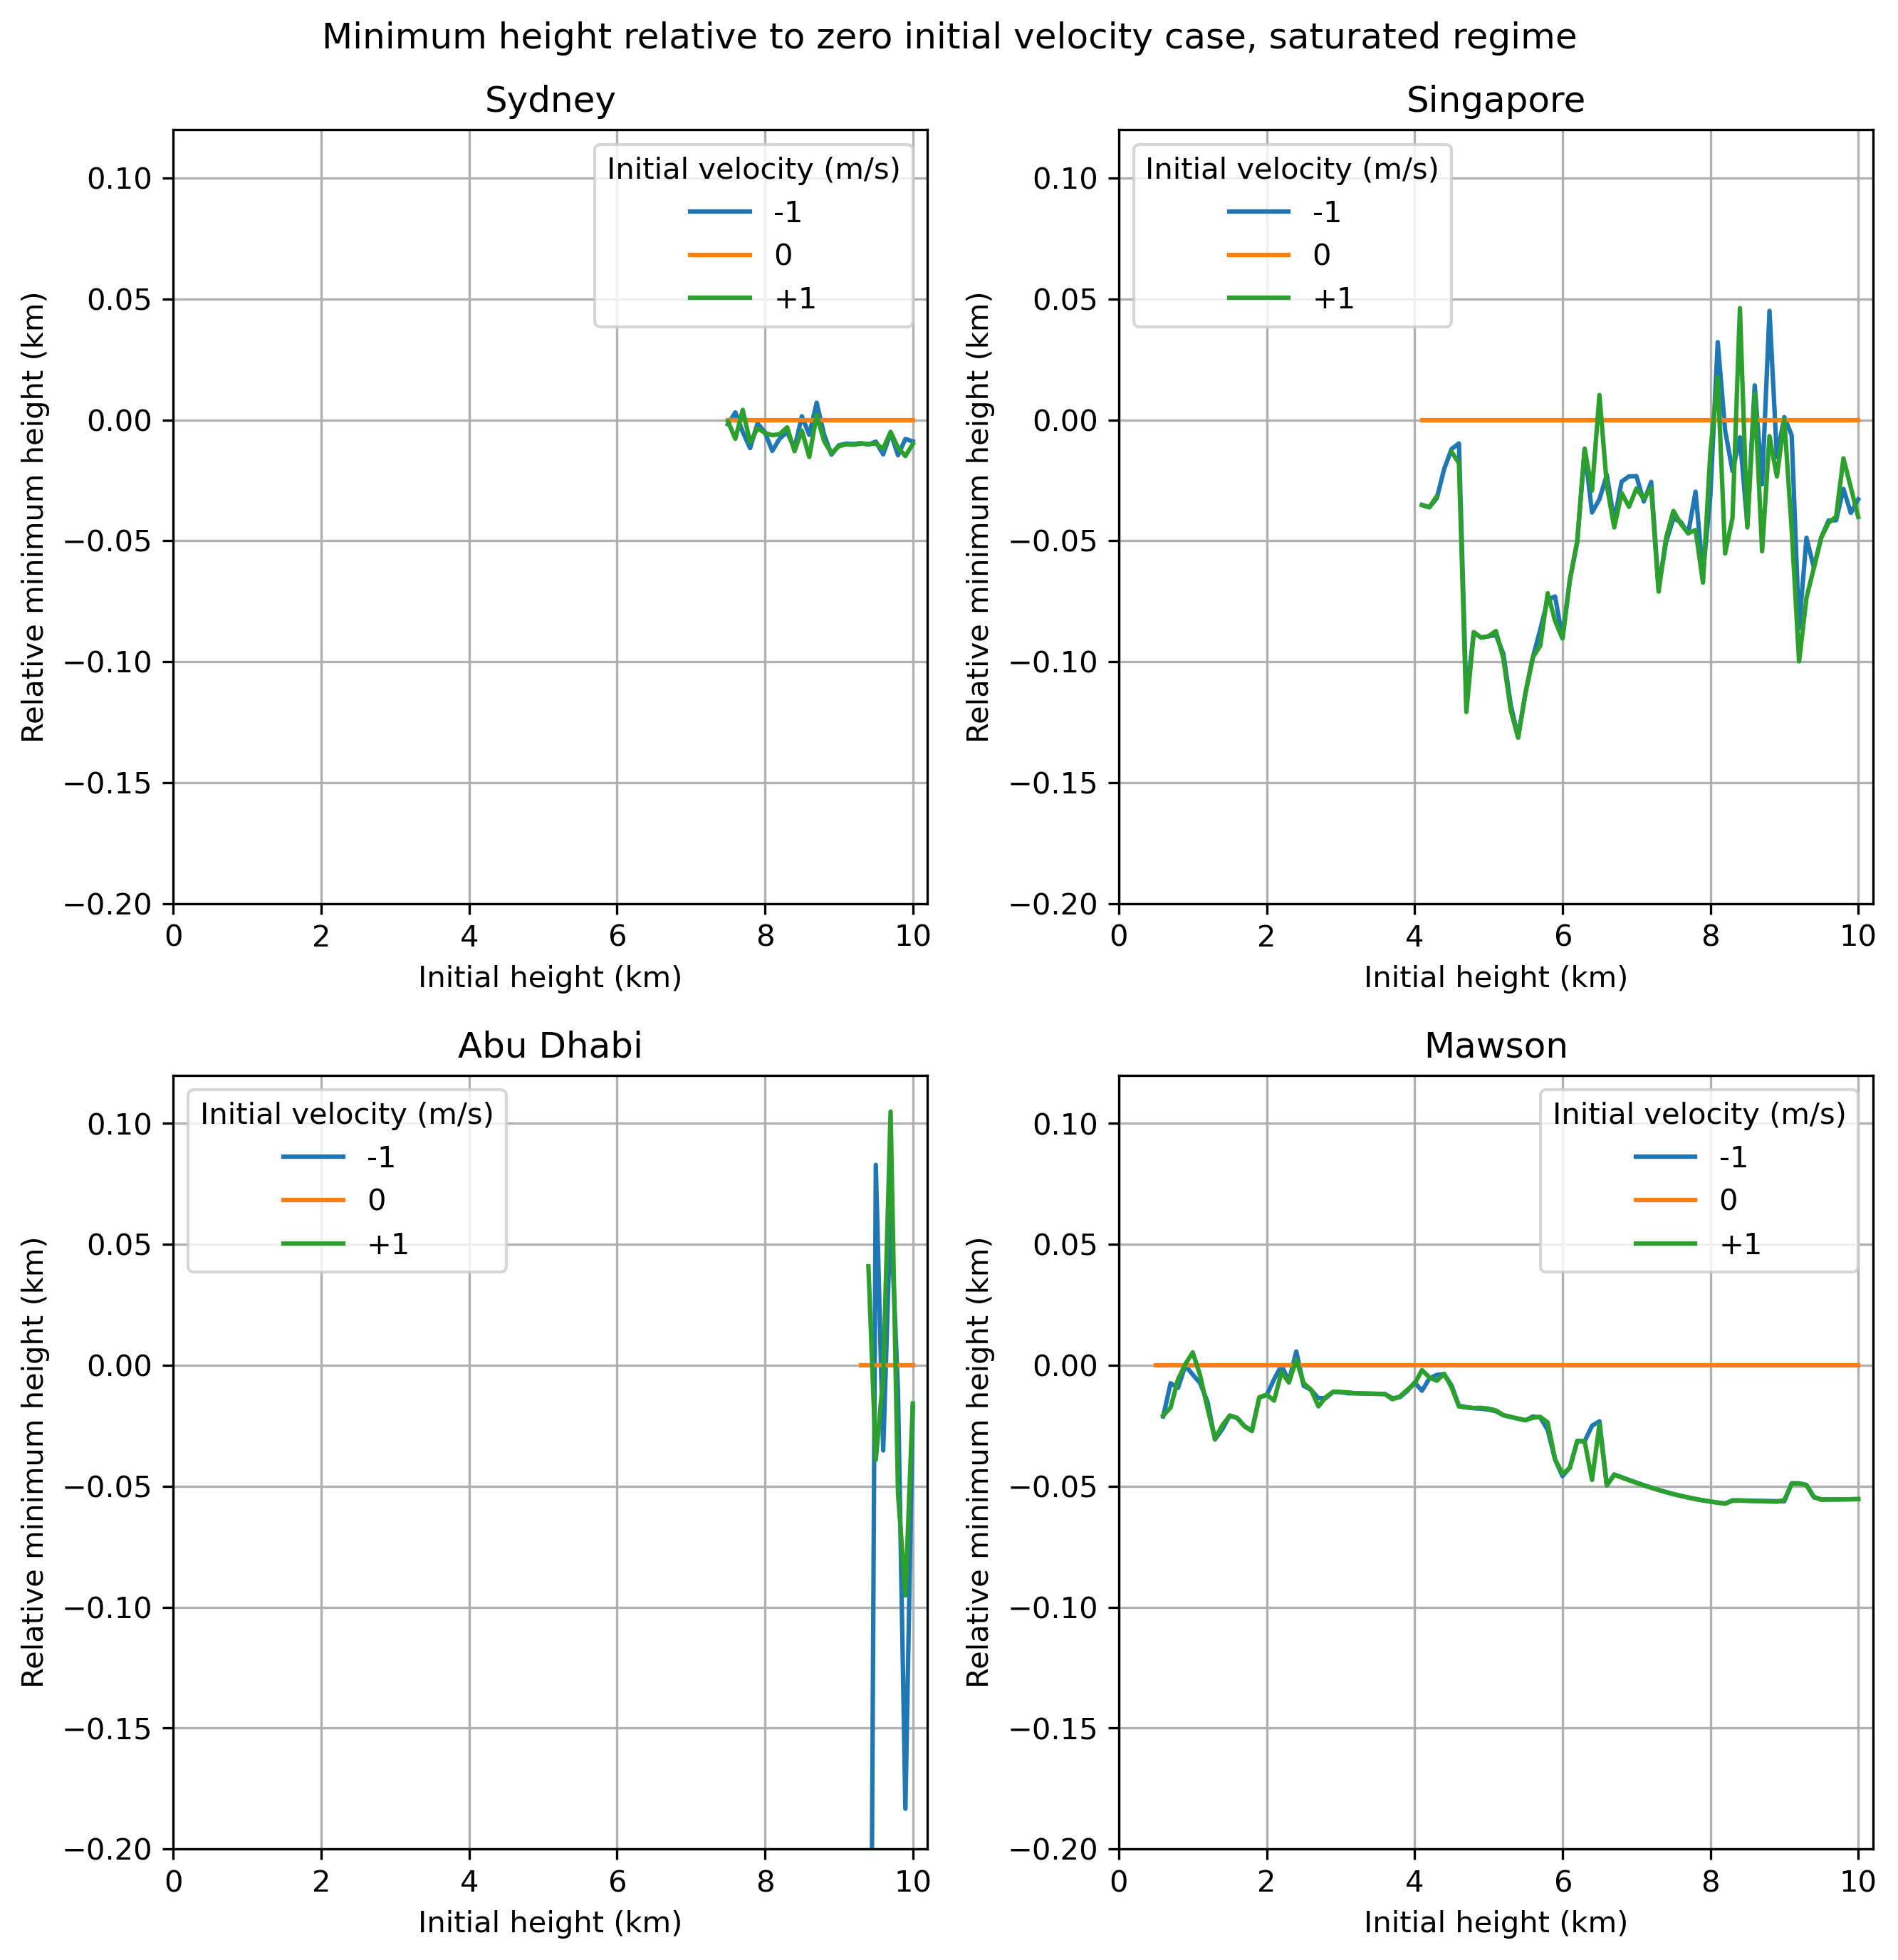 Minimum height relative to zero initial velocity case, saturated regime
Sydney
Initial velocity (m/s)
-1
0
+1
Relative minimum height (km)
0.10
0.05
0.00
−0.05
−0.10
−0.15
−0.20
0 2 4 6 8 10
Initial height (km)
Singapore
Initial velocity (m/s)
-1
0
+1
Relative minimum height (km)
0.10
0.05
0.00
−0.05
−0.10
−0.15
−0.20
0 2 4 6 8 10
Initial height (km)
Abu Dhabi
Initial velocity (m/s)
-1
0
+1
Relative minimum height (km)
0.10
0.05
0.00
−0.05
−0.10
−0.15
−0.20
0 2 4 6 8 10
Initial height (km)
Mawson
Initial velocity (m/s)
-1
0
+1
Relative minimum height (km)
0.10
0.05
0.00
−0.05
−0.10
−0.15
−0.20
0 2 4 6 8 10
Initial height (km)